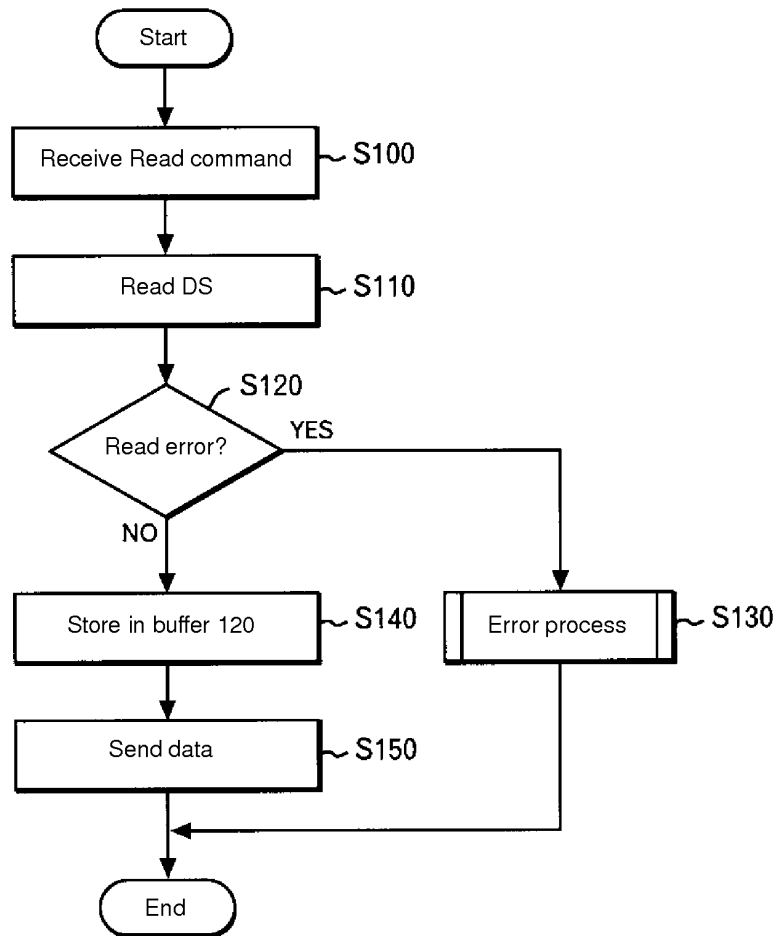 Start
Receive Read command
S100
Read DS
S110
S120
Read error?
YES
NO
Store in buffer 120
S140
Error process
S130
Send data
S150
End